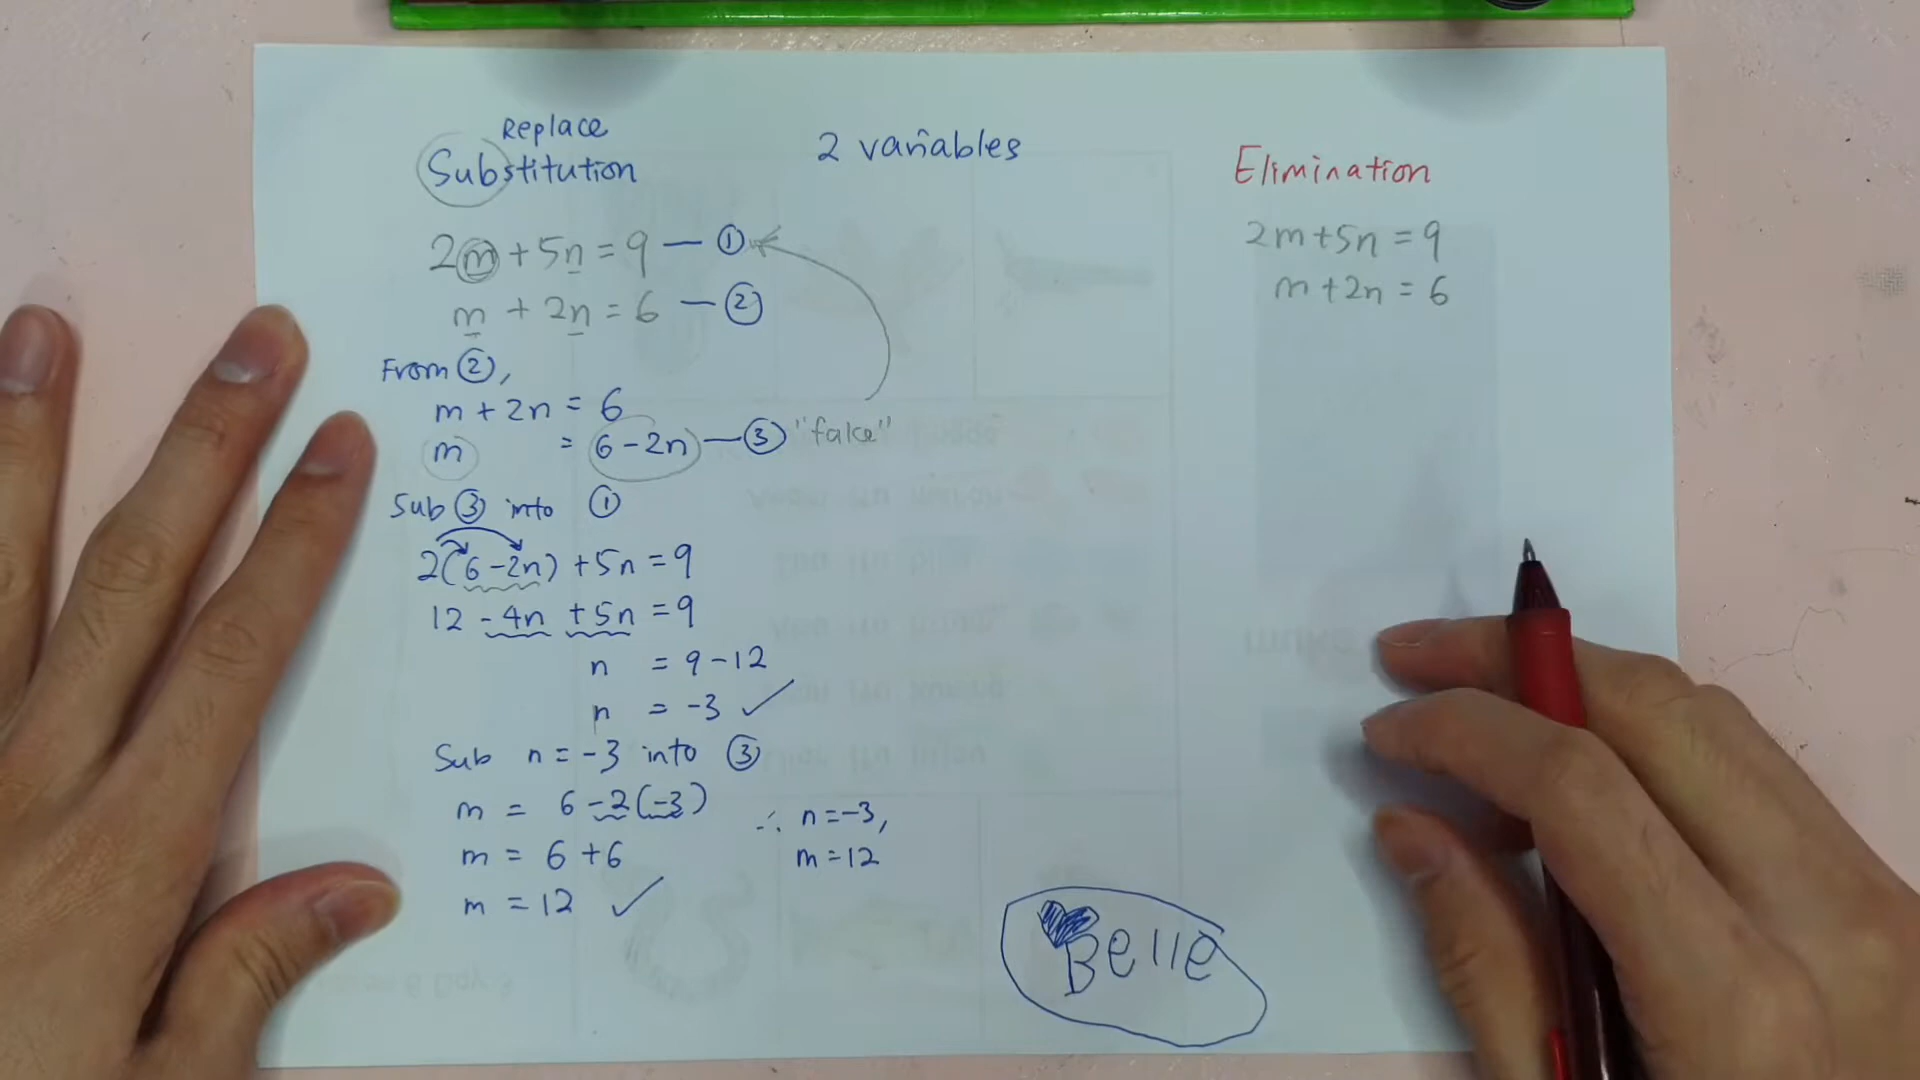 Replace
Substitution
2m + 5n = 9 — ①
m + 2n = 6 — ②
From ②,
m + 2n = 6
m = 6 - 2n — ③ "fake"
Sub ③ into ①
2(6 - 2n) + 5n = 9
12 - 4n + 5n = 9
n = 9 - 12
n = -3 ✓
Sub n = -3 into ③
m = 6 - 2(-3)
m = 6 + 6
m = 12 ✓
∴ n = -3,
m = 12
2 variables
Elimination
2m + 5n = 9
m + 2n = 6
Belle